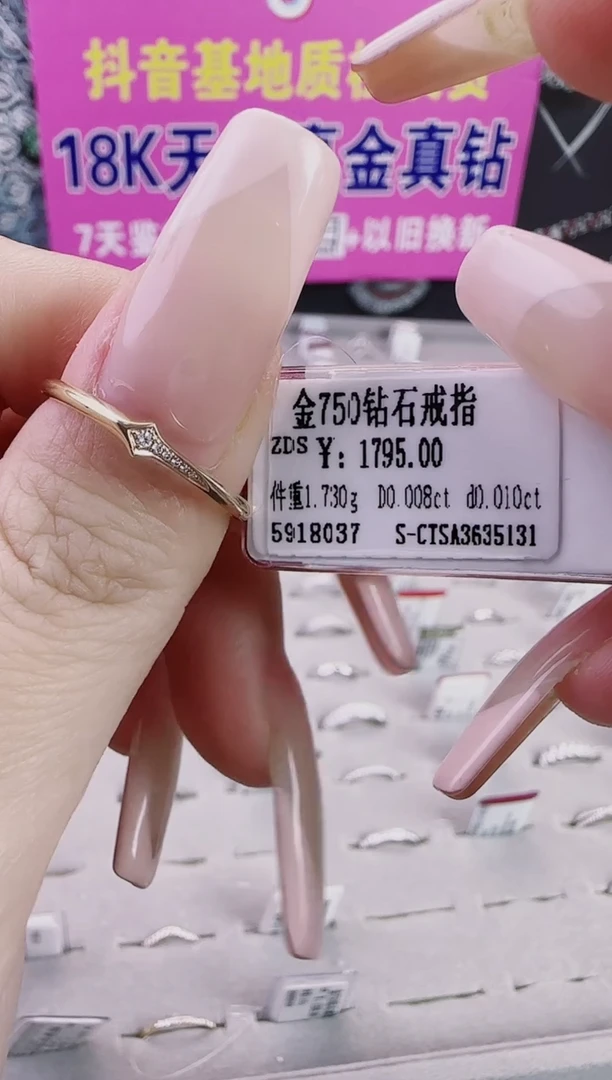 抖音基地质
18K天 真金真钻
7天鉴 +以旧换新
金750钻石戒指
ZDS ￥: 1795.00
件重1.730g D0.008ct d0.010ct
5918037 S-CTSA3635131